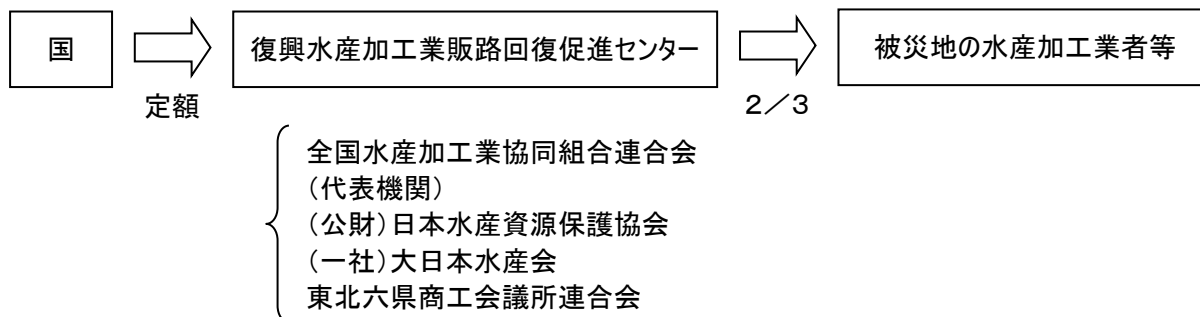 国
復興水産加工業販路回復促進センター
被災地の水産加工業者等
定額
２／３
全国水産加工業協同組合連合会
（代表機関）
（公財）日本水産資源保護協会
（一社）大日本水産会
東北六県商工会議所連合会